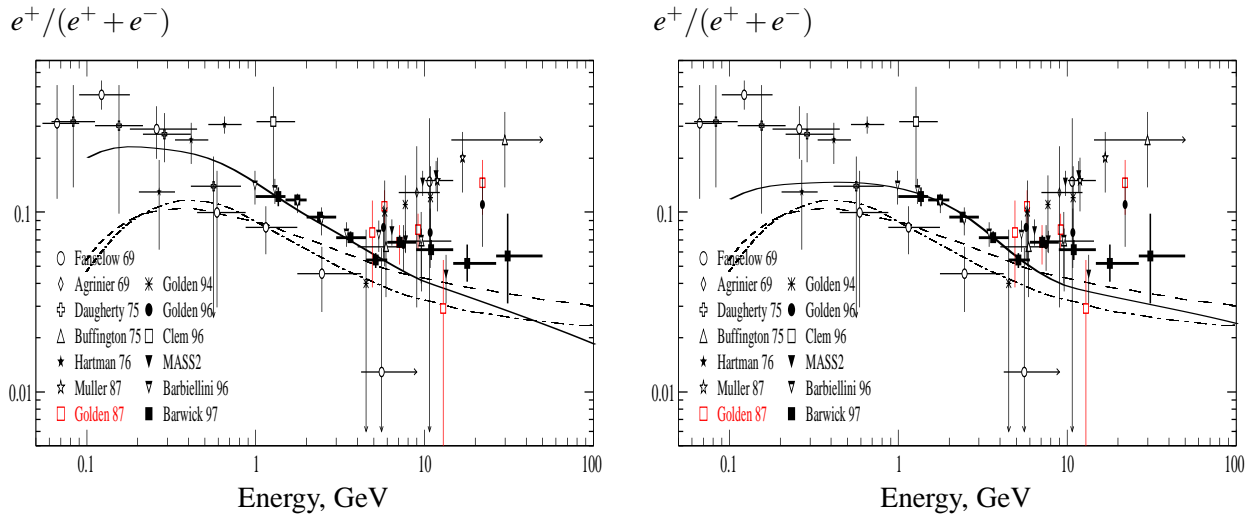 e⁺/(e⁺ + e⁻)
0.1
0.01
Fanselow 69
Agrinier 69
Daugherty 75
Buffington 75
Hartman 76
Muller 87
Golden 87
Golden 94
Golden 96
Clem 96
MASS2
Barbiellini 96
Barwick 97
0.1 1 10 100
Energy, GeV
e⁺/(e⁺ + e⁻)
0.1
0.01
Fanselow 69
Agrinier 69
Daugherty 75
Buffington 75
Hartman 76
Muller 87
Golden 87
Golden 94
Golden 96
Clem 96
MASS2
Barbiellini 96
Barwick 97
0.1 1 10 100
Energy, GeV